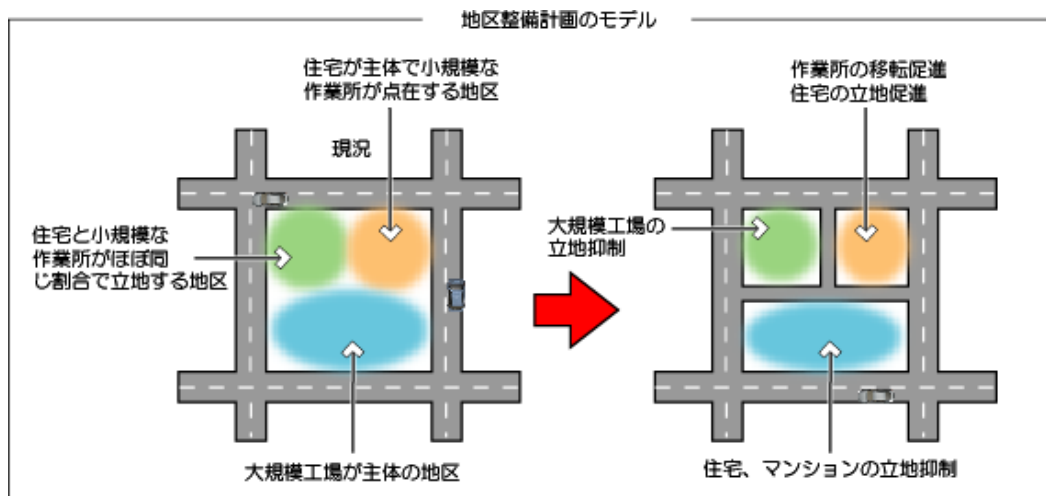 地区整備計画のモデル
住宅が主体で小規模な
作業所が点在する地区
現況
住宅と小規模な
作業所がほぼ同
じ割合で立地する地区
大規模工場が主体の地区
作業所の移転促進
住宅の立地促進
大規模工場の
立地抑制
住宅、マンションの立地抑制